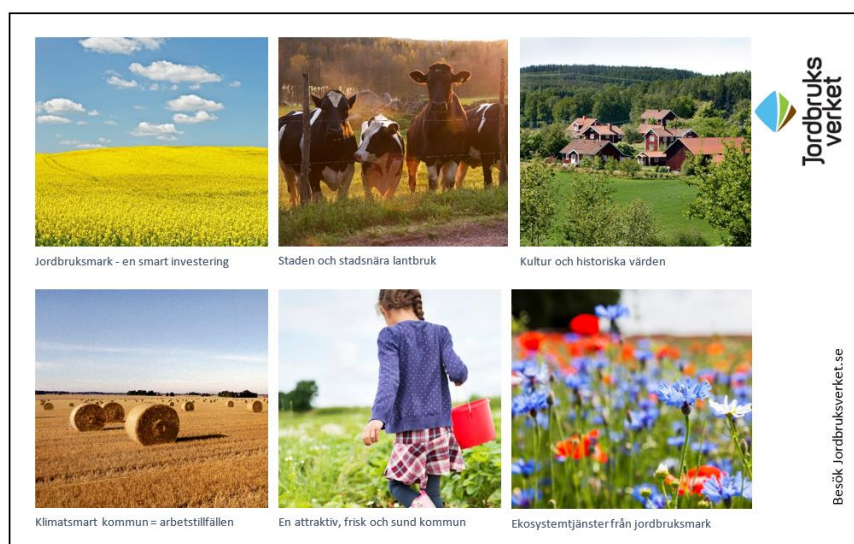 Jordbruksmark - en smart investering
Staden och stadsnära lantbruk
Kultur och historiska värden
Jordbruks
verket
Klimatsmart kommun = arbetstillfällen
En attraktiv, frisk och sund kommun
Ekosystemtjänster från jordbruksmark
Besök Jordbruksverket.se